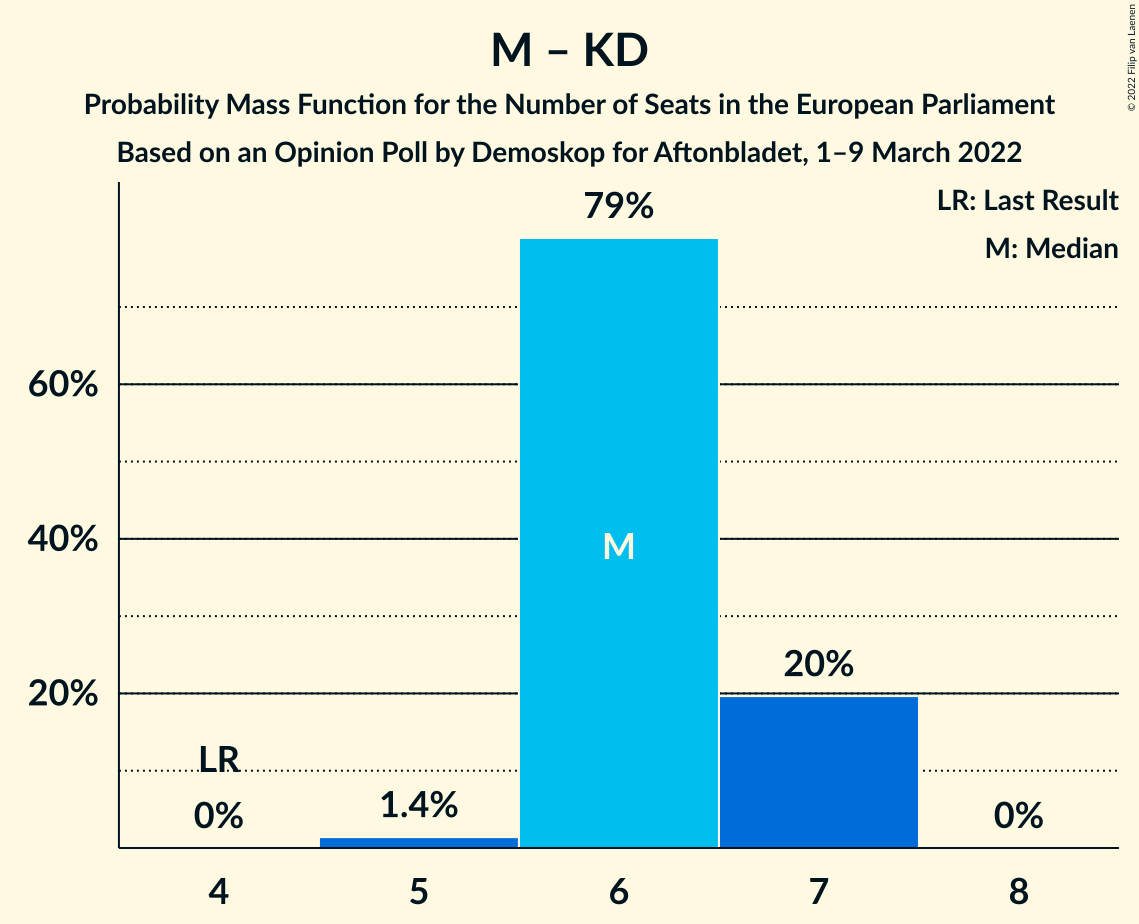 M – KD
Probability Mass Function for the Number of Seats in the European Parliament
Based on an Opinion Poll by Demoskop for Aftonbladet, 1–9 March 2022
© 2022 Filip van Laenen
LR: Last Result
M: Median
79%
60%
40%
M
20%
20%
LR
0%
1.4%
0%
4 5 6 7 8